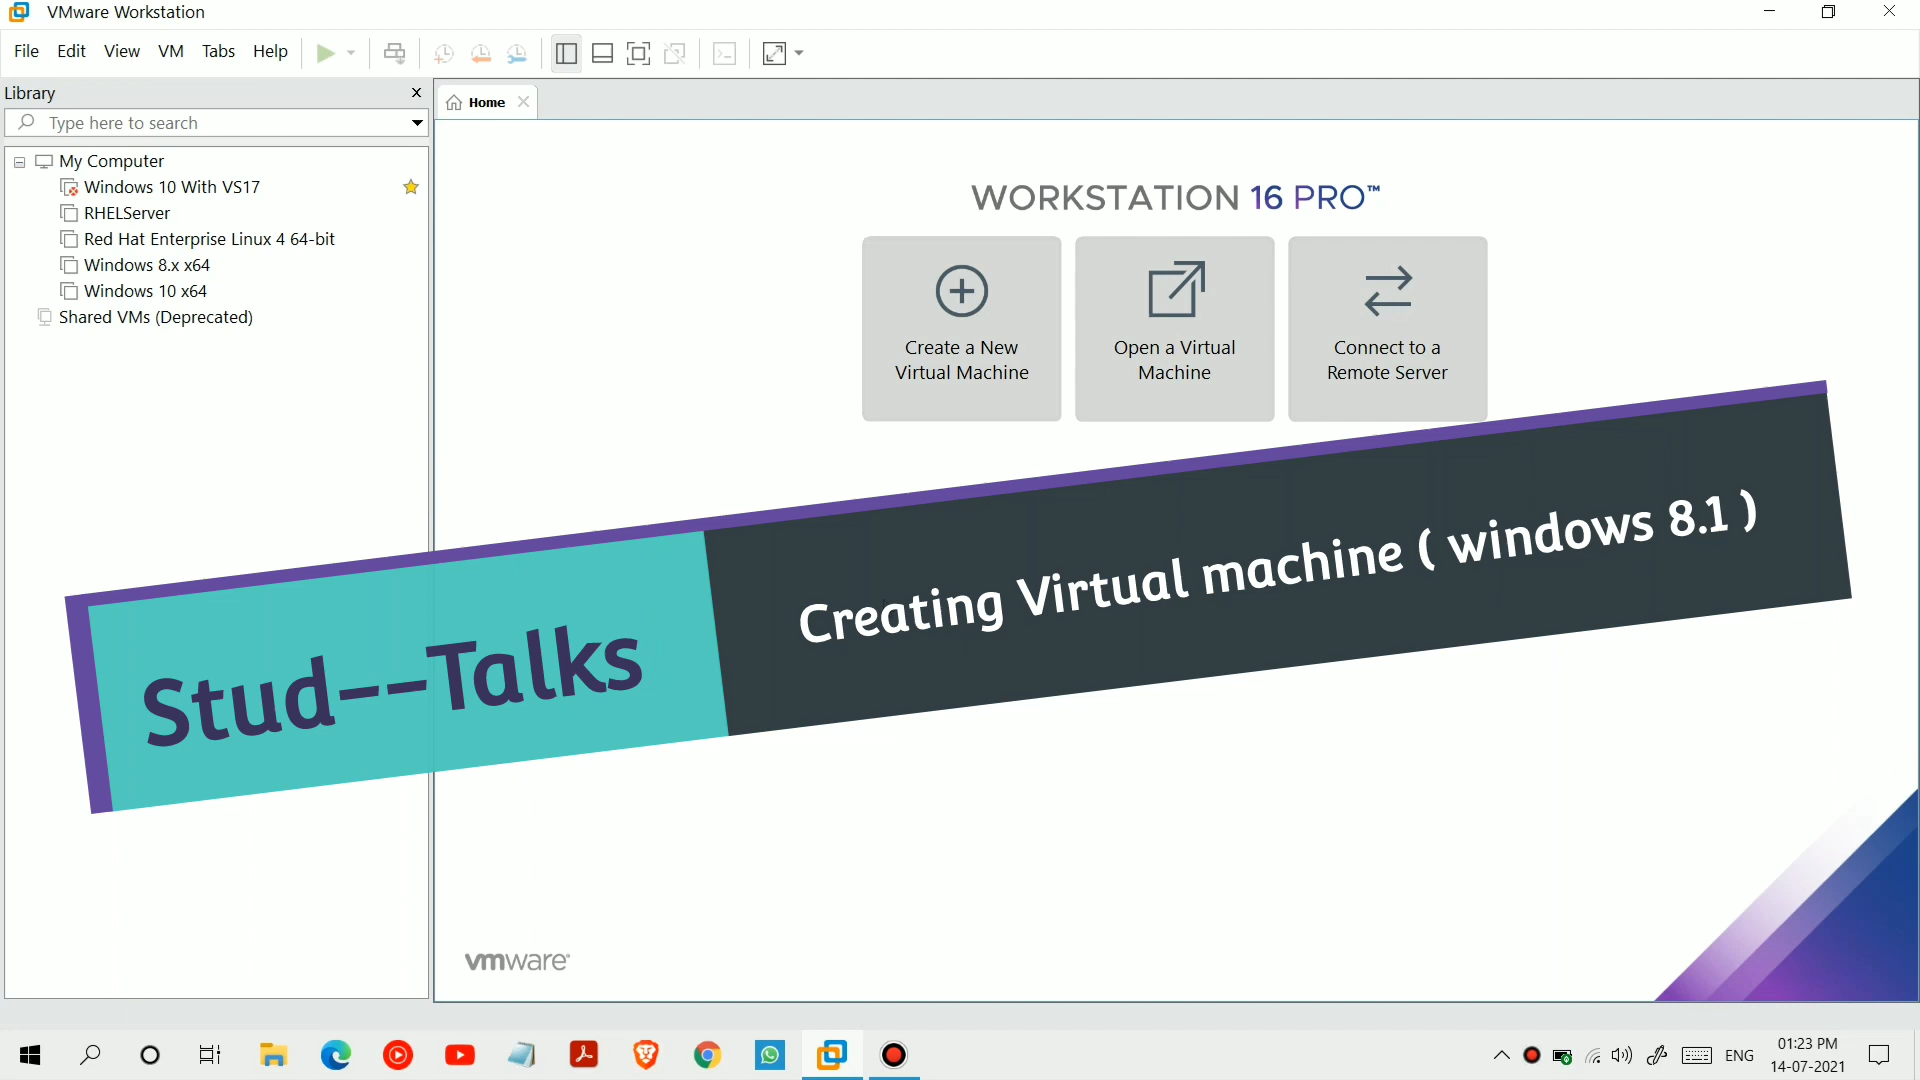 VMware Workstation
File Edit View VM Tabs Help
Library
Type here to search
Home
My Computer
Windows 10 With VS17
RHELServer
Red Hat Enterprise Linux 4 64-bit
Windows 8.x x64
Windows 10 x64
Shared VMs (Deprecated)
WORKSTATION 16 PRO™
Create a New
Virtual Machine
Open a Virtual
Machine
Connect to a
Remote Server
Creating Virtual machine ( windows 8.1 )
Stud--Talks
vmware®
ENG
01:23 PM
14-07-2021